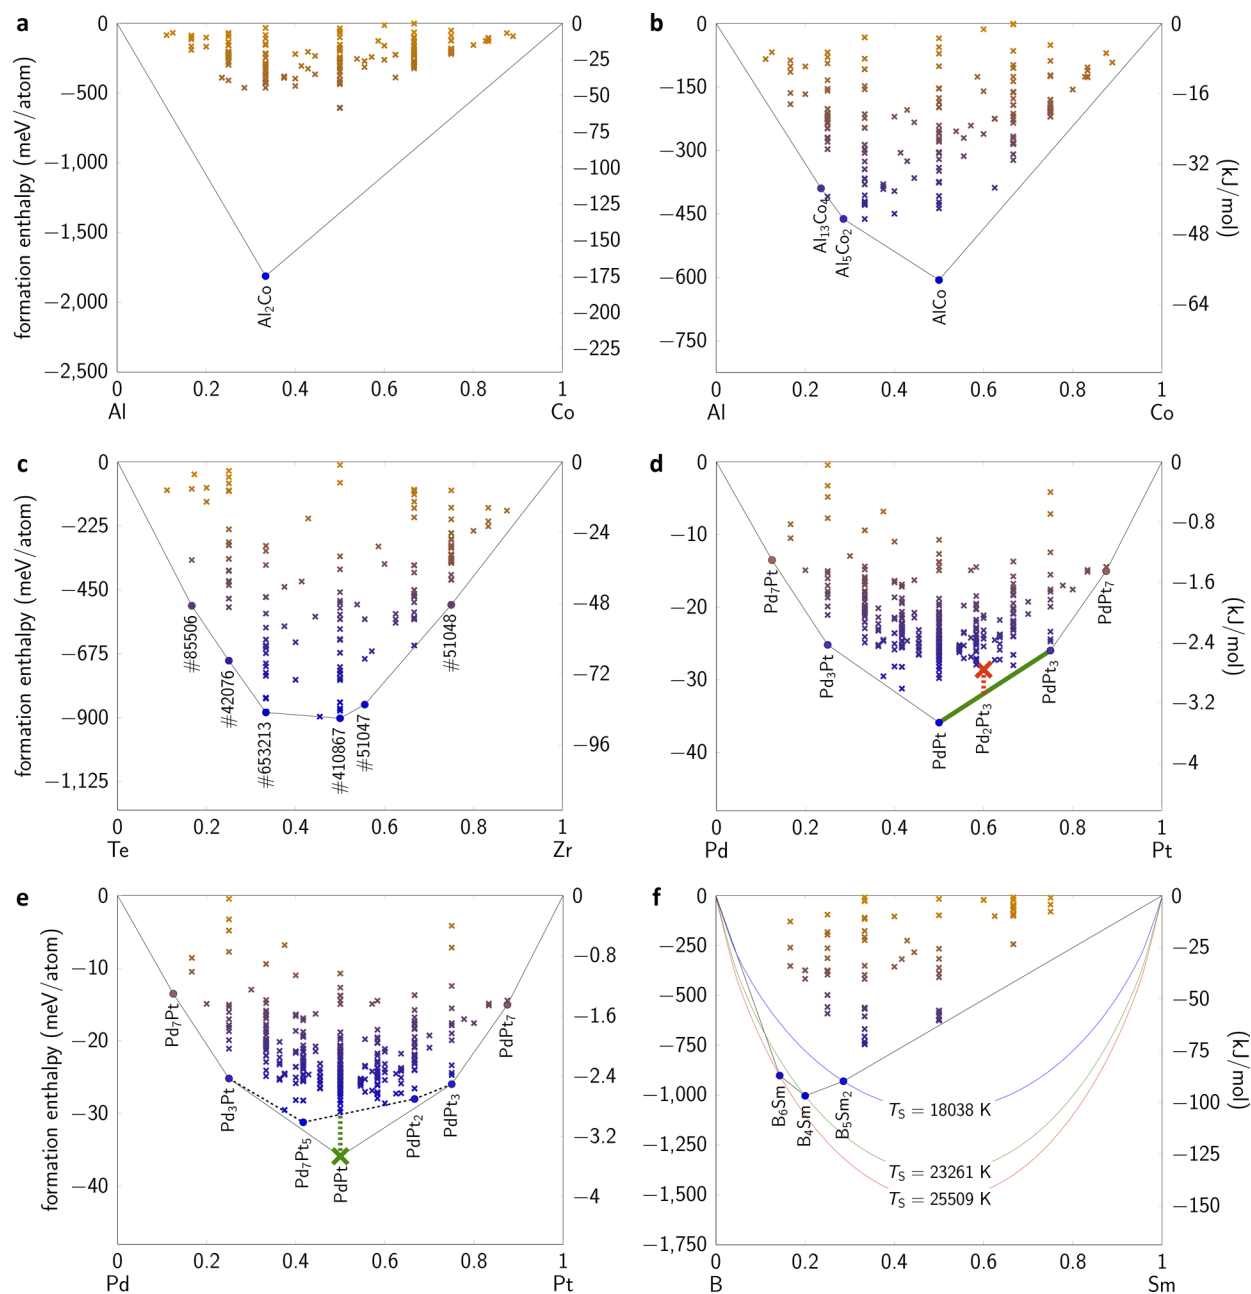 a
0
−500
−1,000
−1,500
−2,000
−2,500
formation enthalpy (meV/atom)
0
−25
−50
−75
−100
−125
−150
−175
−200
−225
Al₂Co
0 0.2 0.4 0.6 0.8 1
Al Co
b
0
−150
−300
−450
−600
−750
0
−16
−32
−48
−64
(kJ/mol)
Al₁₃Co₄
Al₅Co₂
AlCo
0 0.2 0.4 0.6 0.8 1
Al Co
c
0
−225
−450
−675
−900
−1,125
formation enthalpy (meV/atom)
0
−24
−48
−72
−96
#85506
#42076
#653213
#410867
#51047
#51048
0 0.2 0.4 0.6 0.8 1
Te Zr
d
0
−10
−20
−30
−40
0
−0.8
−1.6
−2.4
−3.2
−4
(kJ/mol)
Pd₇Pt
Pd₃Pt
PdPt
Pd₂Pt₃
PdPt₃
PdPt₇
0 0.2 0.4 0.6 0.8 1
Pd Pt
e
0
−10
−20
−30
−40
formation enthalpy (meV/atom)
0
−0.8
−1.6
−2.4
−3.2
−4
Pd₇Pt
Pd₃Pt
Pd₇Pt₅
PdPt
PdPt₂
PdPt₃
PdPt₇
0 0.2 0.4 0.6 0.8 1
Pd Pt
f
0
−250
−500
−750
−1,000
−1,250
−1,500
−1,750
0
−25
−50
−75
−100
−125
−150
(kJ/mol)
B₆Sm
B₄Sm
B₅Sm₂
T_S = 18038 K
T_S = 23261 K
T_S = 25509 K
0 0.2 0.4 0.6 0.8 1
B Sm